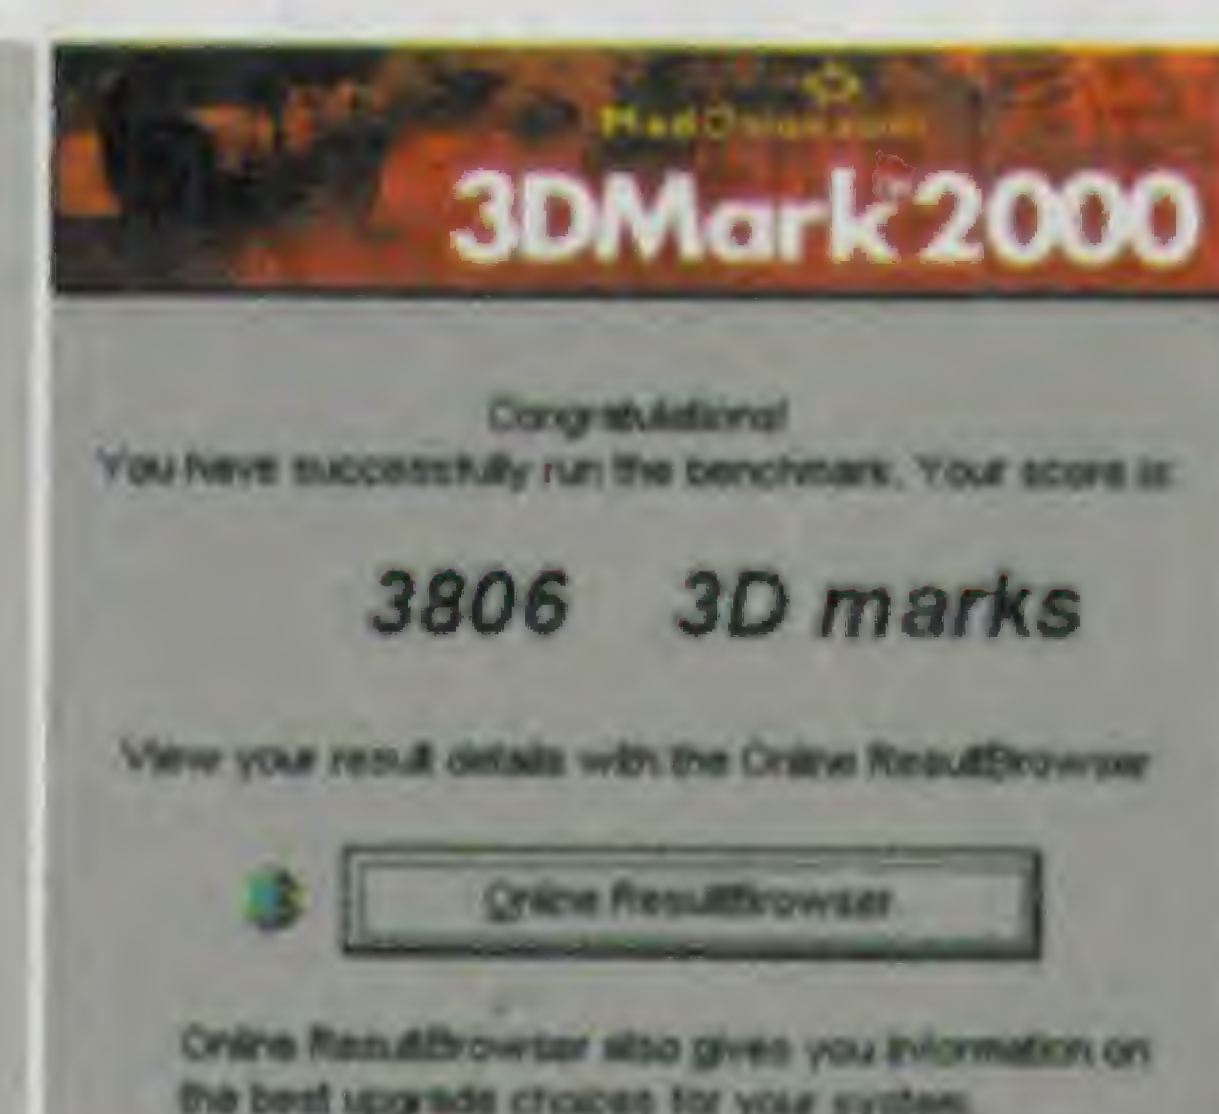 MadOnion.com
3DMark™2000
Congratulations!
You have successfully run the benchmark. Your score is:
3806 3D marks
View your result details with the Online ResultBrowser
Online ResultBrowser
Online ResultBrowser also gives you information on
the best upgrade choices for your system.